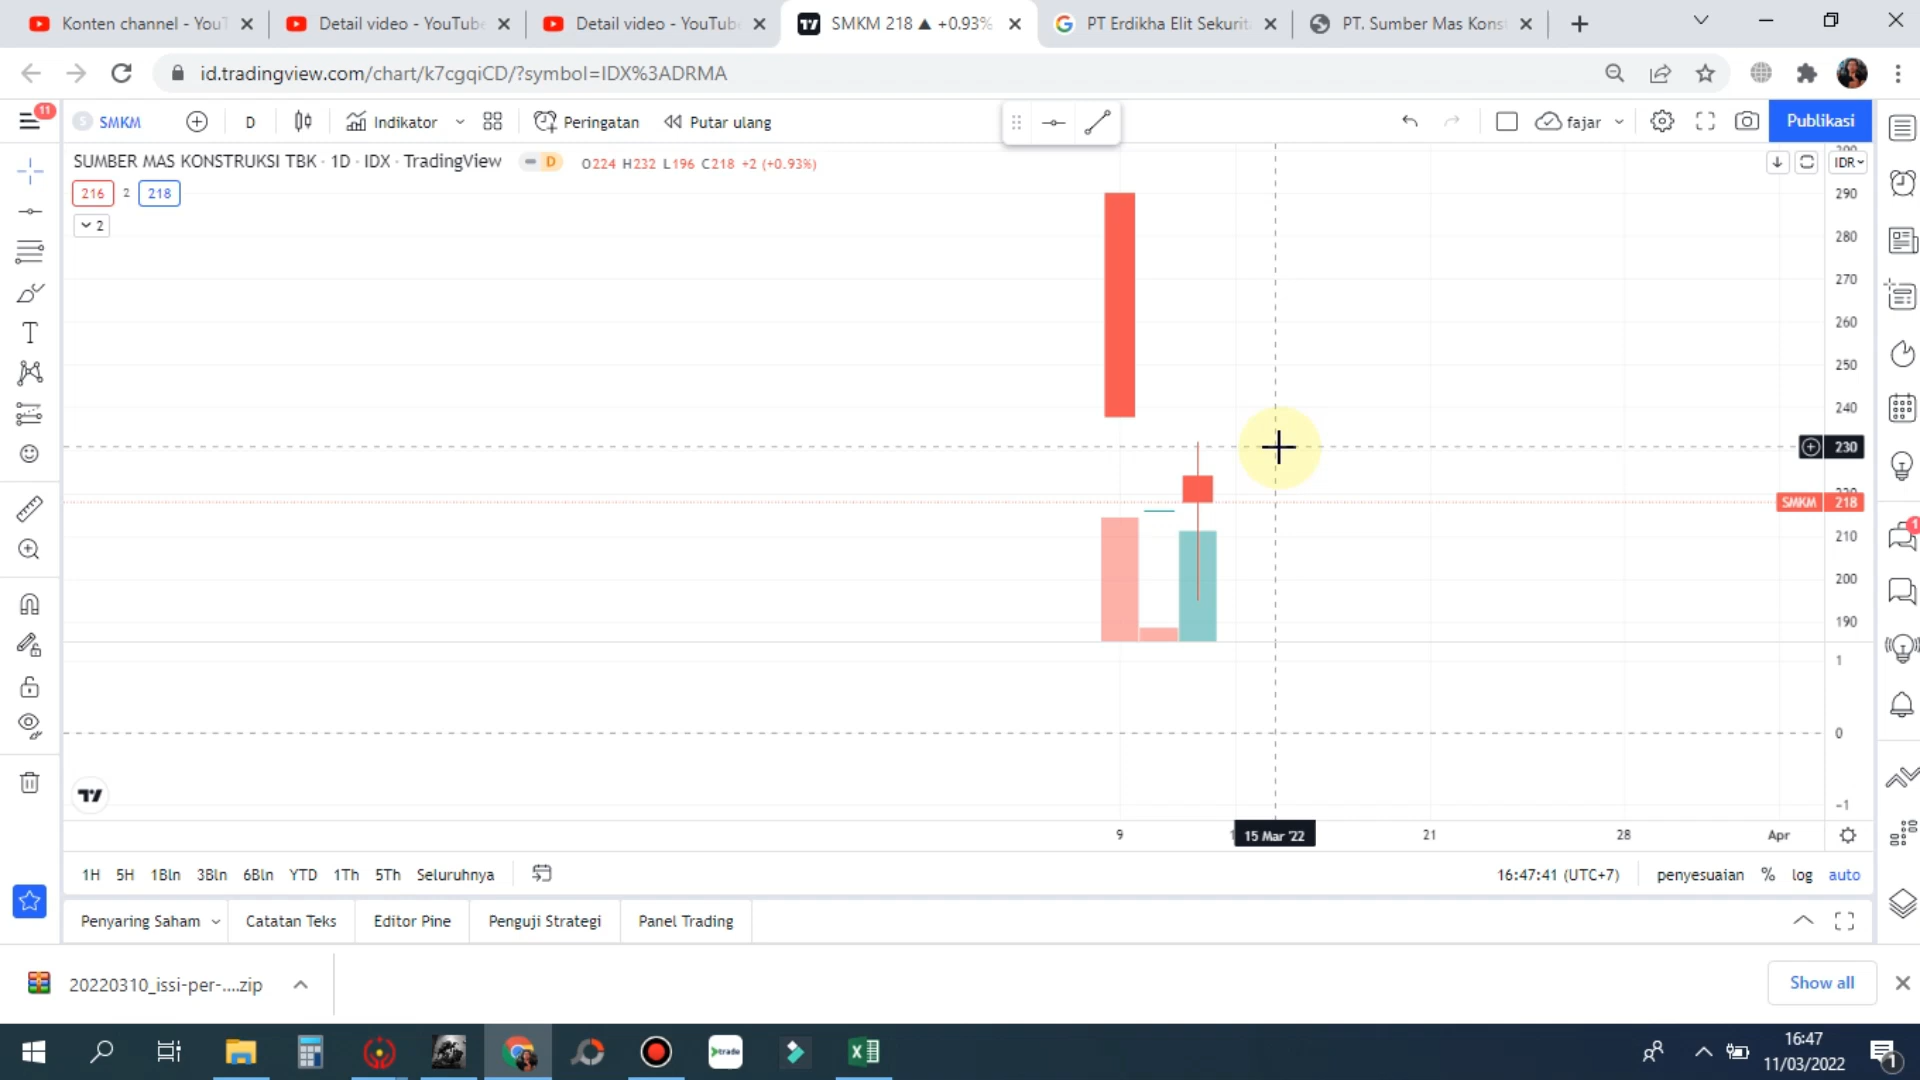 Konten channel - YouT
Detail video - YouTube
Detail video - YouTub
SMKM 218 ▲ +0.93%
PT Erdikha Elit Sekurit
PT. Sumber Mas Kons
id.tradingview.com/chart/k7cgqiCD/?symbol=IDX%3ADRMA
11
SMKM
D
Indikator
Peringatan
Putar ulang
fajar
Publikasi
SUMBER MAS KONSTRUKSI TBK · 1D · IDX · TradingView
D
O224 H232 L196 C218 +2 (+0.93%)
IDR
216 2 218
2
290
280
270
260
250
240
230
SMKM 218
210
200
190
1
0
-1
9
15 Mar '22
21
28
Apr
1H 5H 1Bln 3Bln 6Bln YTD 1Th 5Th Seluruhnya
16:47:41 (UTC+7)
penyesuaian % log auto
Penyaring Saham
Catatan Teks
Editor Pine
Penguji Strategi
Panel Trading
20220310_issi-per-....zip
Show all
trade
16:47
11/03/2022
1